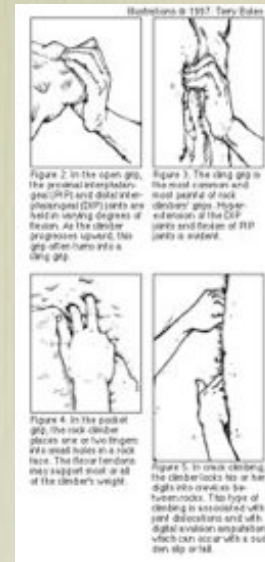 Illustrations © 1997. Terry Eules
Figure 2. In the open grip,
the proximal interphalan-
geal (PIP) and distal inter-
phalangeal (DIP) joints are
held in varying degrees of
flexion. As the climber
progresses upward, this
grip often turns into a
cling grip.
Figure 3. The cling grip is
the most common and
most painful of rock
climbers' grips. Hyper-
extension of the DIP
joints and flexion of PIP
joints is evident.
Figure 4. In the pocket
grip, the rock climber
places one or two fingers
into small holes in a rock
face. The flexor tendons
may support most or all
of the climber's weight.
Figure 5. In crack climbing,
the climber locks his or her
digits into crevices be-
tween rocks. This type of
climbing is associated with
joint dislocations and with
digital avulsion amputation
which can occur with a sud
den slip or fall.